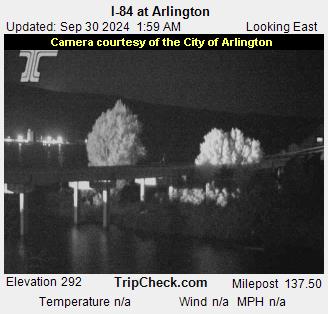 I-84 at Arlington
Updated: Sep 30 2024 1:59 AM Looking East
Camera courtesy of the City of Arlington
Elevation 292 TripCheck.com Milepost 137.50
Temperature n/a Wind n/a MPH n/a